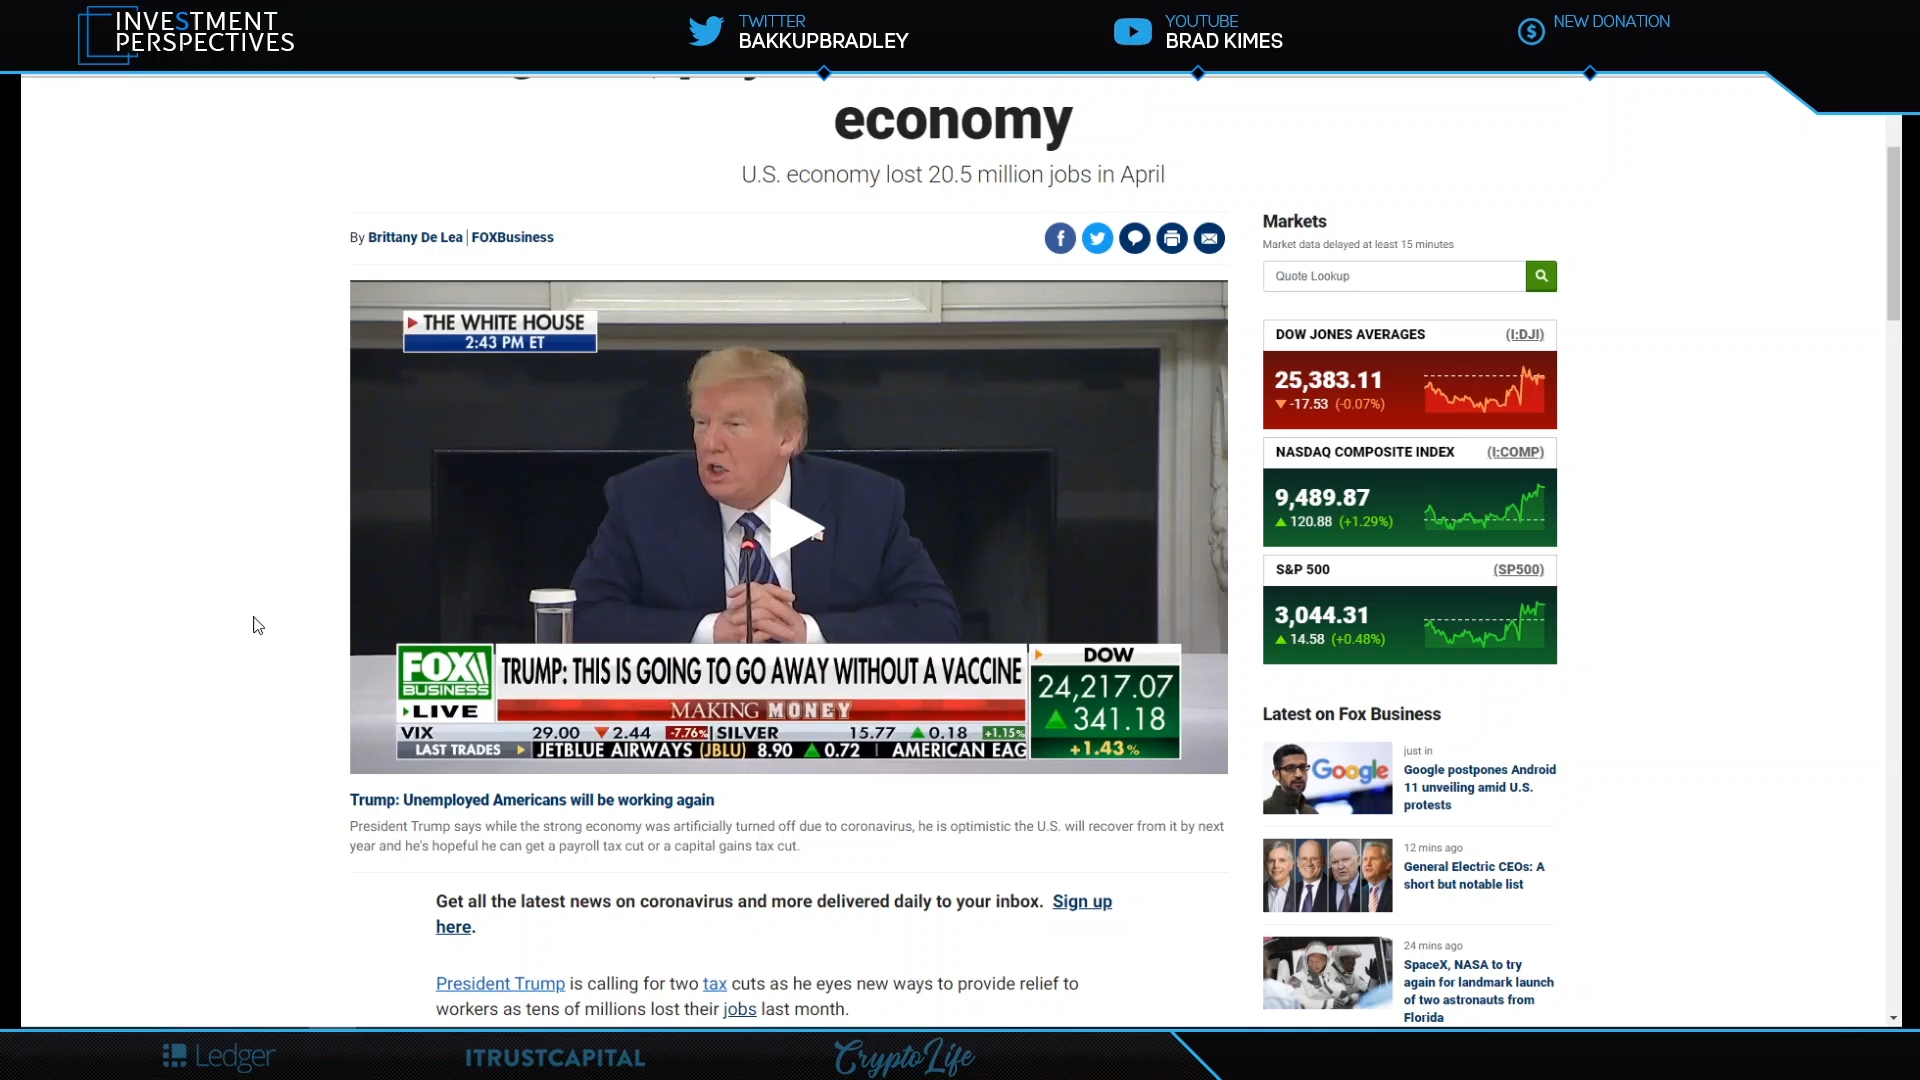 INVESTMENT
PERSPECTIVES
TWITTER
BAKKUPBRADLEY
YOUTUBE
BRAD KIMES
NEW DONATION
economy
U.S. economy lost 20.5 million jobs in April
By Brittany De Lea | FOXBusiness
THE WHITE HOUSE
2:43 PM ET
FOX
BUSINESS
LIVE
TRUMP: THIS IS GOING TO GO AWAY WITHOUT A VACCINE
MAKING MONEY
VIX 29.00 2.44 -7.76% SILVER 15.77 0.18 +1.15%
LAST TRADES JETBLUE AIRWAYS (JBLU) 8.90 0.72 AMERICAN EAG
DOW
24,217.07
341.18
+1.43%
Trump: Unemployed Americans will be working again
President Trump says while the strong economy was artificially turned off due to coronavirus, he is optimistic the U.S. will recover from it by next
year and he's hopeful he can get a payroll tax cut or a capital gains tax cut.
Get all the latest news on coronavirus and more delivered daily to your inbox. Sign up
here.
President Trump is calling for two tax cuts as he eyes new ways to provide relief to
workers as tens of millions lost their jobs last month.
Markets
Market data delayed at least 15 minutes
Quote Lookup
DOW JONES AVERAGES (I:DJI)
25,383.11
-17.53 (-0.07%)
NASDAQ COMPOSITE INDEX (I:COMP)
9,489.87
120.88 (+1.29%)
S&P 500 (SP500)
3,044.31
14.58 (+0.48%)
Latest on Fox Business
Google
just in
Google postpones Android
11 unveiling amid U.S.
protests
12 mins ago
General Electric CEOs: A
short but notable list
24 mins ago
SpaceX, NASA to try
again for landmark launch
of two astronauts from
Florida
Ledger
ITRUSTCAPITAL
CryptoLife